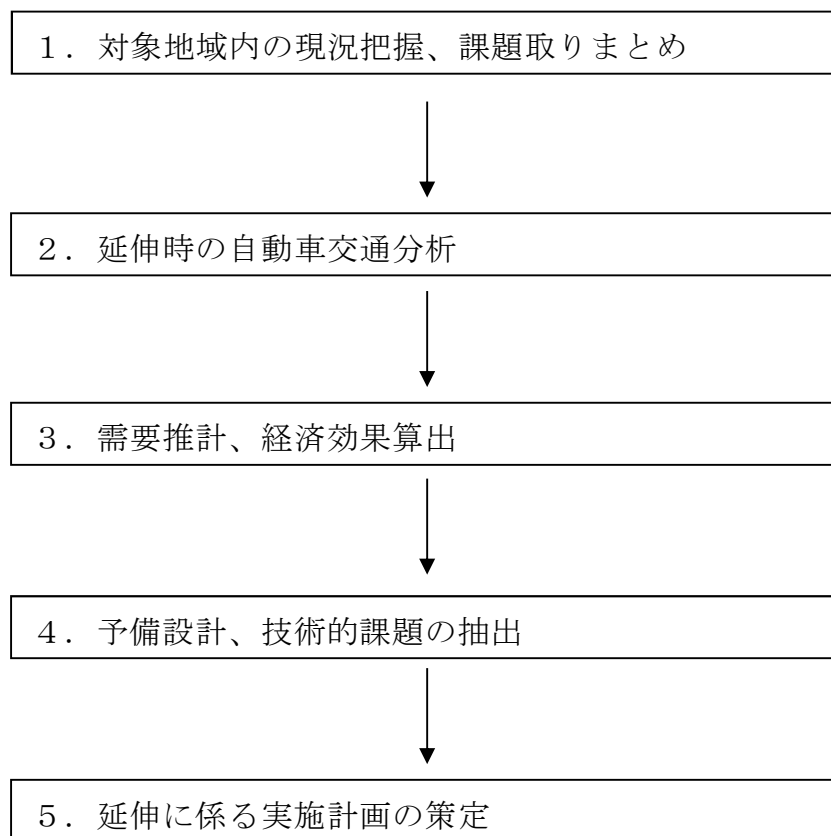 １．対象地域内の現況把握、課題取りまとめ
２．延伸時の自動車交通分析
３．需要推計、経済効果算出
４．予備設計、技術的課題の抽出
５．延伸に係る実施計画の策定